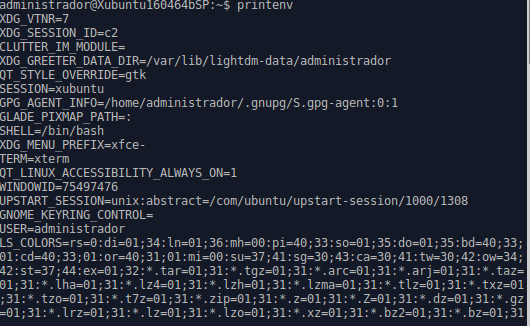 administrador@Xubuntu160464bSP:~$ printenv
XDG_VTNR=7
XDG_SESSION_ID=c2
CLUTTER_IM_MODULE=
XDG_GREETER_DATA_DIR=/var/lib/lightdm-data/administrador
QT_STYLE_OVERRIDE=gtk
SESSION=xubuntu
GPG_AGENT_INFO=/home/administrador/.gnupg/S.gpg-agent:0:1
GLADE_PIXMAP_PATH=:
SHELL=/bin/bash
XDG_MENU_PREFIX=xfce-
TERM=xterm
QT_LINUX_ACCESSIBILITY_ALWAYS_ON=1
WINDOWID=75497476
UPSTART_SESSION=unix:abstract=/com/ubuntu/upstart-session/1000/1308
GNOME_KEYRING_CONTROL=
USER=administrador
LS_COLORS=rs=0:di=01;34:ln=01;36:mh=00:pi=40;33:so=01;35:do=01;35:bd=40;33;
01:cd=40;33;01:or=40;31;01:mi=00:su=37;41:sg=30;43:ca=30;41:tw=30;42:ow=34;
42:st=37;44:ex=01;32:*.tar=01;31:*.tgz=01;31:*.arc=01;31:*.arj=01;31:*.taz=
01;31:*.lha=01;31:*.lz4=01;31:*.lzh=01;31:*.lzma=01;31:*.tlz=01;31:*.txz=01
;31:*.tzo=01;31:*.t7z=01;31:*.zip=01;31:*.z=01;31:*.Z=01;31:*.dz=01;31:*.gz
=01;31:*.lrz=01;31:*.lz=01;31:*.lzo=01;31:*.xz=01;31:*.bz2=01;31:*.bz=01;31